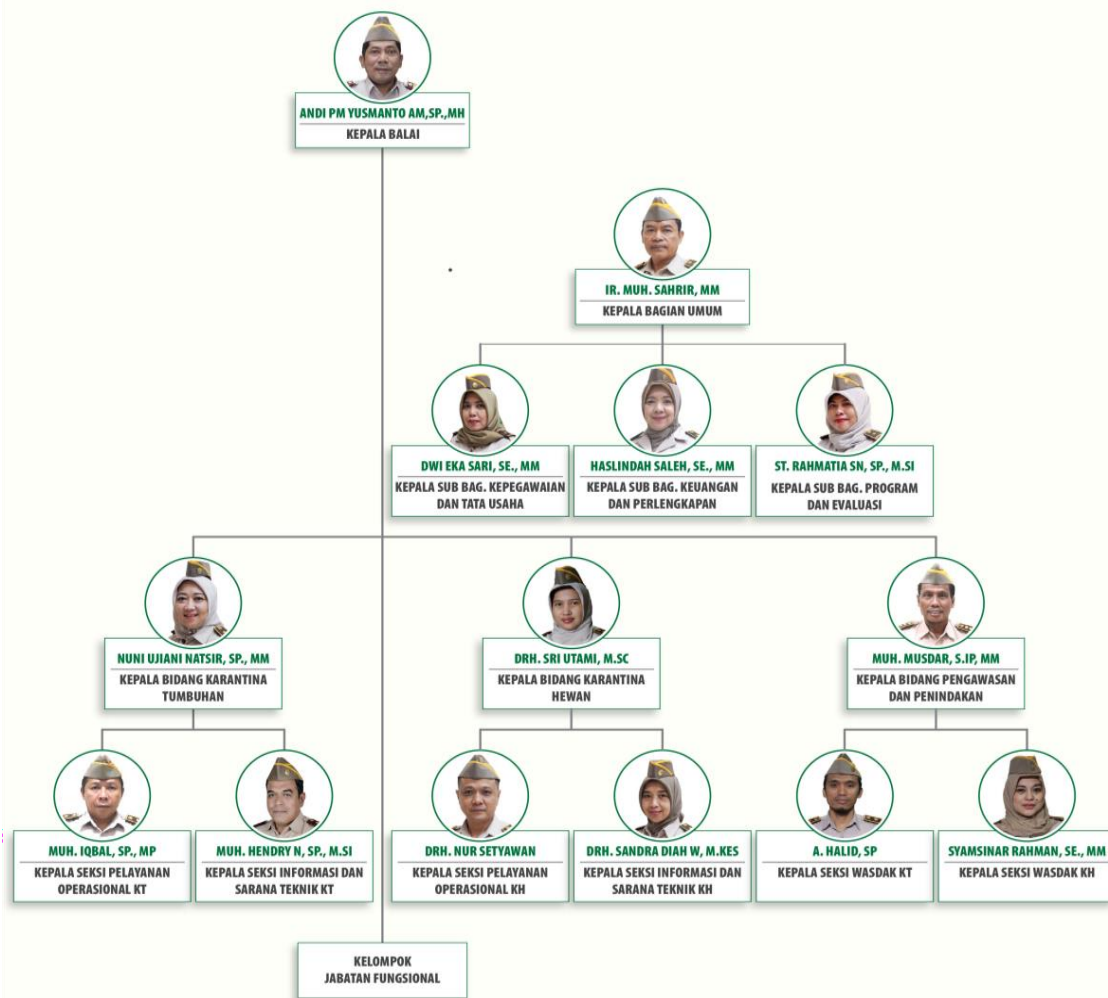 ANDI PM YUSMANTO AM,SP.,MH
KEPALA BALAI
IR. MUH. SAHRIR, MM
KEPALA BAGIAN UMUM
DWI EKA SARI, SE., MM
KEPALA SUB BAG. KEPEGAWAIAN
DAN TATA USAHA
HASLINDAH SALEH, SE., MM
KEPALA SUB BAG. KEUANGAN
DAN PERLENGKAPAN
ST. RAHMATIA SN, SP., M.SI
KEPALA SUB BAG. PROGRAM
DAN EVALUASI
NUNI UJIANI NATSIR, SP., MM
KEPALA BIDANG KARANTINA
TUMBUHAN
DRH. SRI UTAMI, M.SC
KEPALA BIDANG KARANTINA
HEWAN
MUH. MUSDAR, S.IP, MM
KEPALA BIDANG PENGAWASAN
DAN PENINDAKAN
MUH. IQBAL, SP., MP
KEPALA SEKSI PELAYANAN
OPERASIONAL KT
MUH. HENDRY N, SP., M.SI
KEPALA SEKSI INFORMASI DAN
SARANA TEKNIK KT
DRH. NUR SETYAWAN
KEPALA SEKSI PELAYANAN
OPERASIONAL KH
DRH. SANDRA DIAH W, M.KES
KEPALA SEKSI INFORMASI DAN
SARANA TEKNIK KH
A. HALID, SP
KEPALA SEKSI WASDAK KT
SYAMSINAR RAHMAN, SE., MM
KEPALA SEKSI WASDAK KH
KELOMPOK
JABATAN FUNGSIONAL